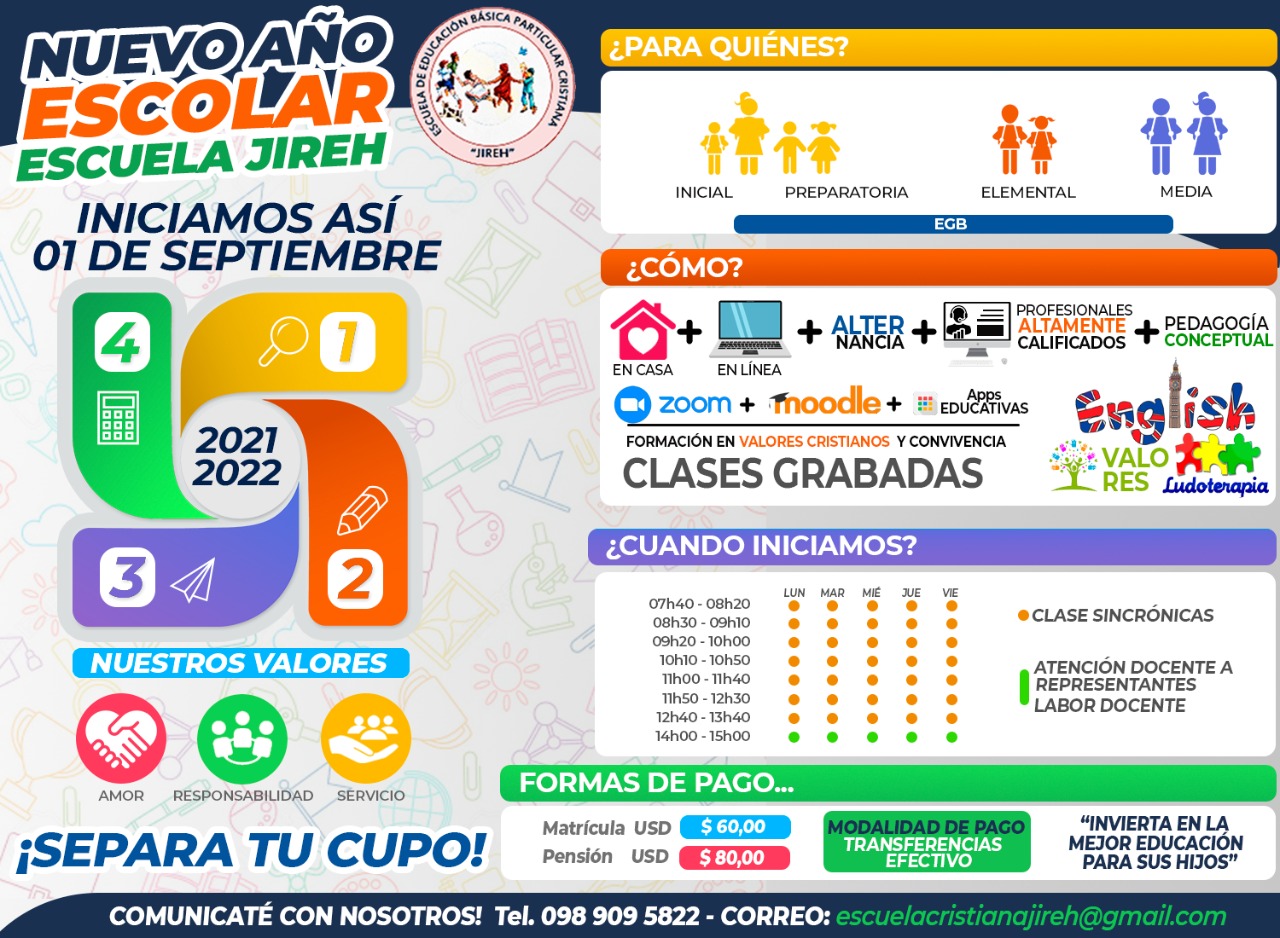 NUEVO AÑO
ESCOLAR
ESCUELA JIREH
ESCUELA DE EDUCACIÓN BÁSICA PARTICULAR CRISTIANA
"JIREH"
INICIAMOS ASÍ
01 DE SEPTIEMBRE
4
1
2021
2022
3
2
NUESTROS VALORES
AMOR RESPONSABILIDAD SERVICIO
¡SEPARA TU CUPO!
¿PARA QUIÉNES?
INICIAL PREPARATORIA ELEMENTAL MEDIA
EGB
¿CÓMO?
EN CASA
+
EN LÍNEA
+
ALTER
NANCIA
+
PROFESIONALES
ALTAMENTE
CALIFICADOS
+
PEDAGOGÍA
CONCEPTUAL
zoom + moodle + Apps
EDUCATIVAS
FORMACIÓN EN VALORES CRISTIANOS Y CONVIVENCIA
CLASES GRABADAS
English
VALO
RES
Ludoterapia
¿CUANDO INICIAMOS?
LUN MAR MIÉ JUE VIE
07h40 - 08h20
08h30 - 09h10
09h20 - 10h00
10h10 - 10h50
11h00 - 11h40
11h50 - 12h30
12h40 - 13h40
14h00 - 15h00
CLASE SINCRÓNICAS
ATENCIÓN DOCENTE A
REPRESENTANTES
LABOR DOCENTE
FORMAS DE PAGO...
Matrícula USD $ 60,00
Pensión USD $ 80,00
MODALIDAD DE PAGO
TRANSFERENCIAS
EFECTIVO
"INVIERTA EN LA
MEJOR EDUCACIÓN
PARA SUS HIJOS"
COMUNICATÉ CON NOSOTROS! Tel. 098 909 5822 - CORREO: escuelacristianajireh@gmail.com